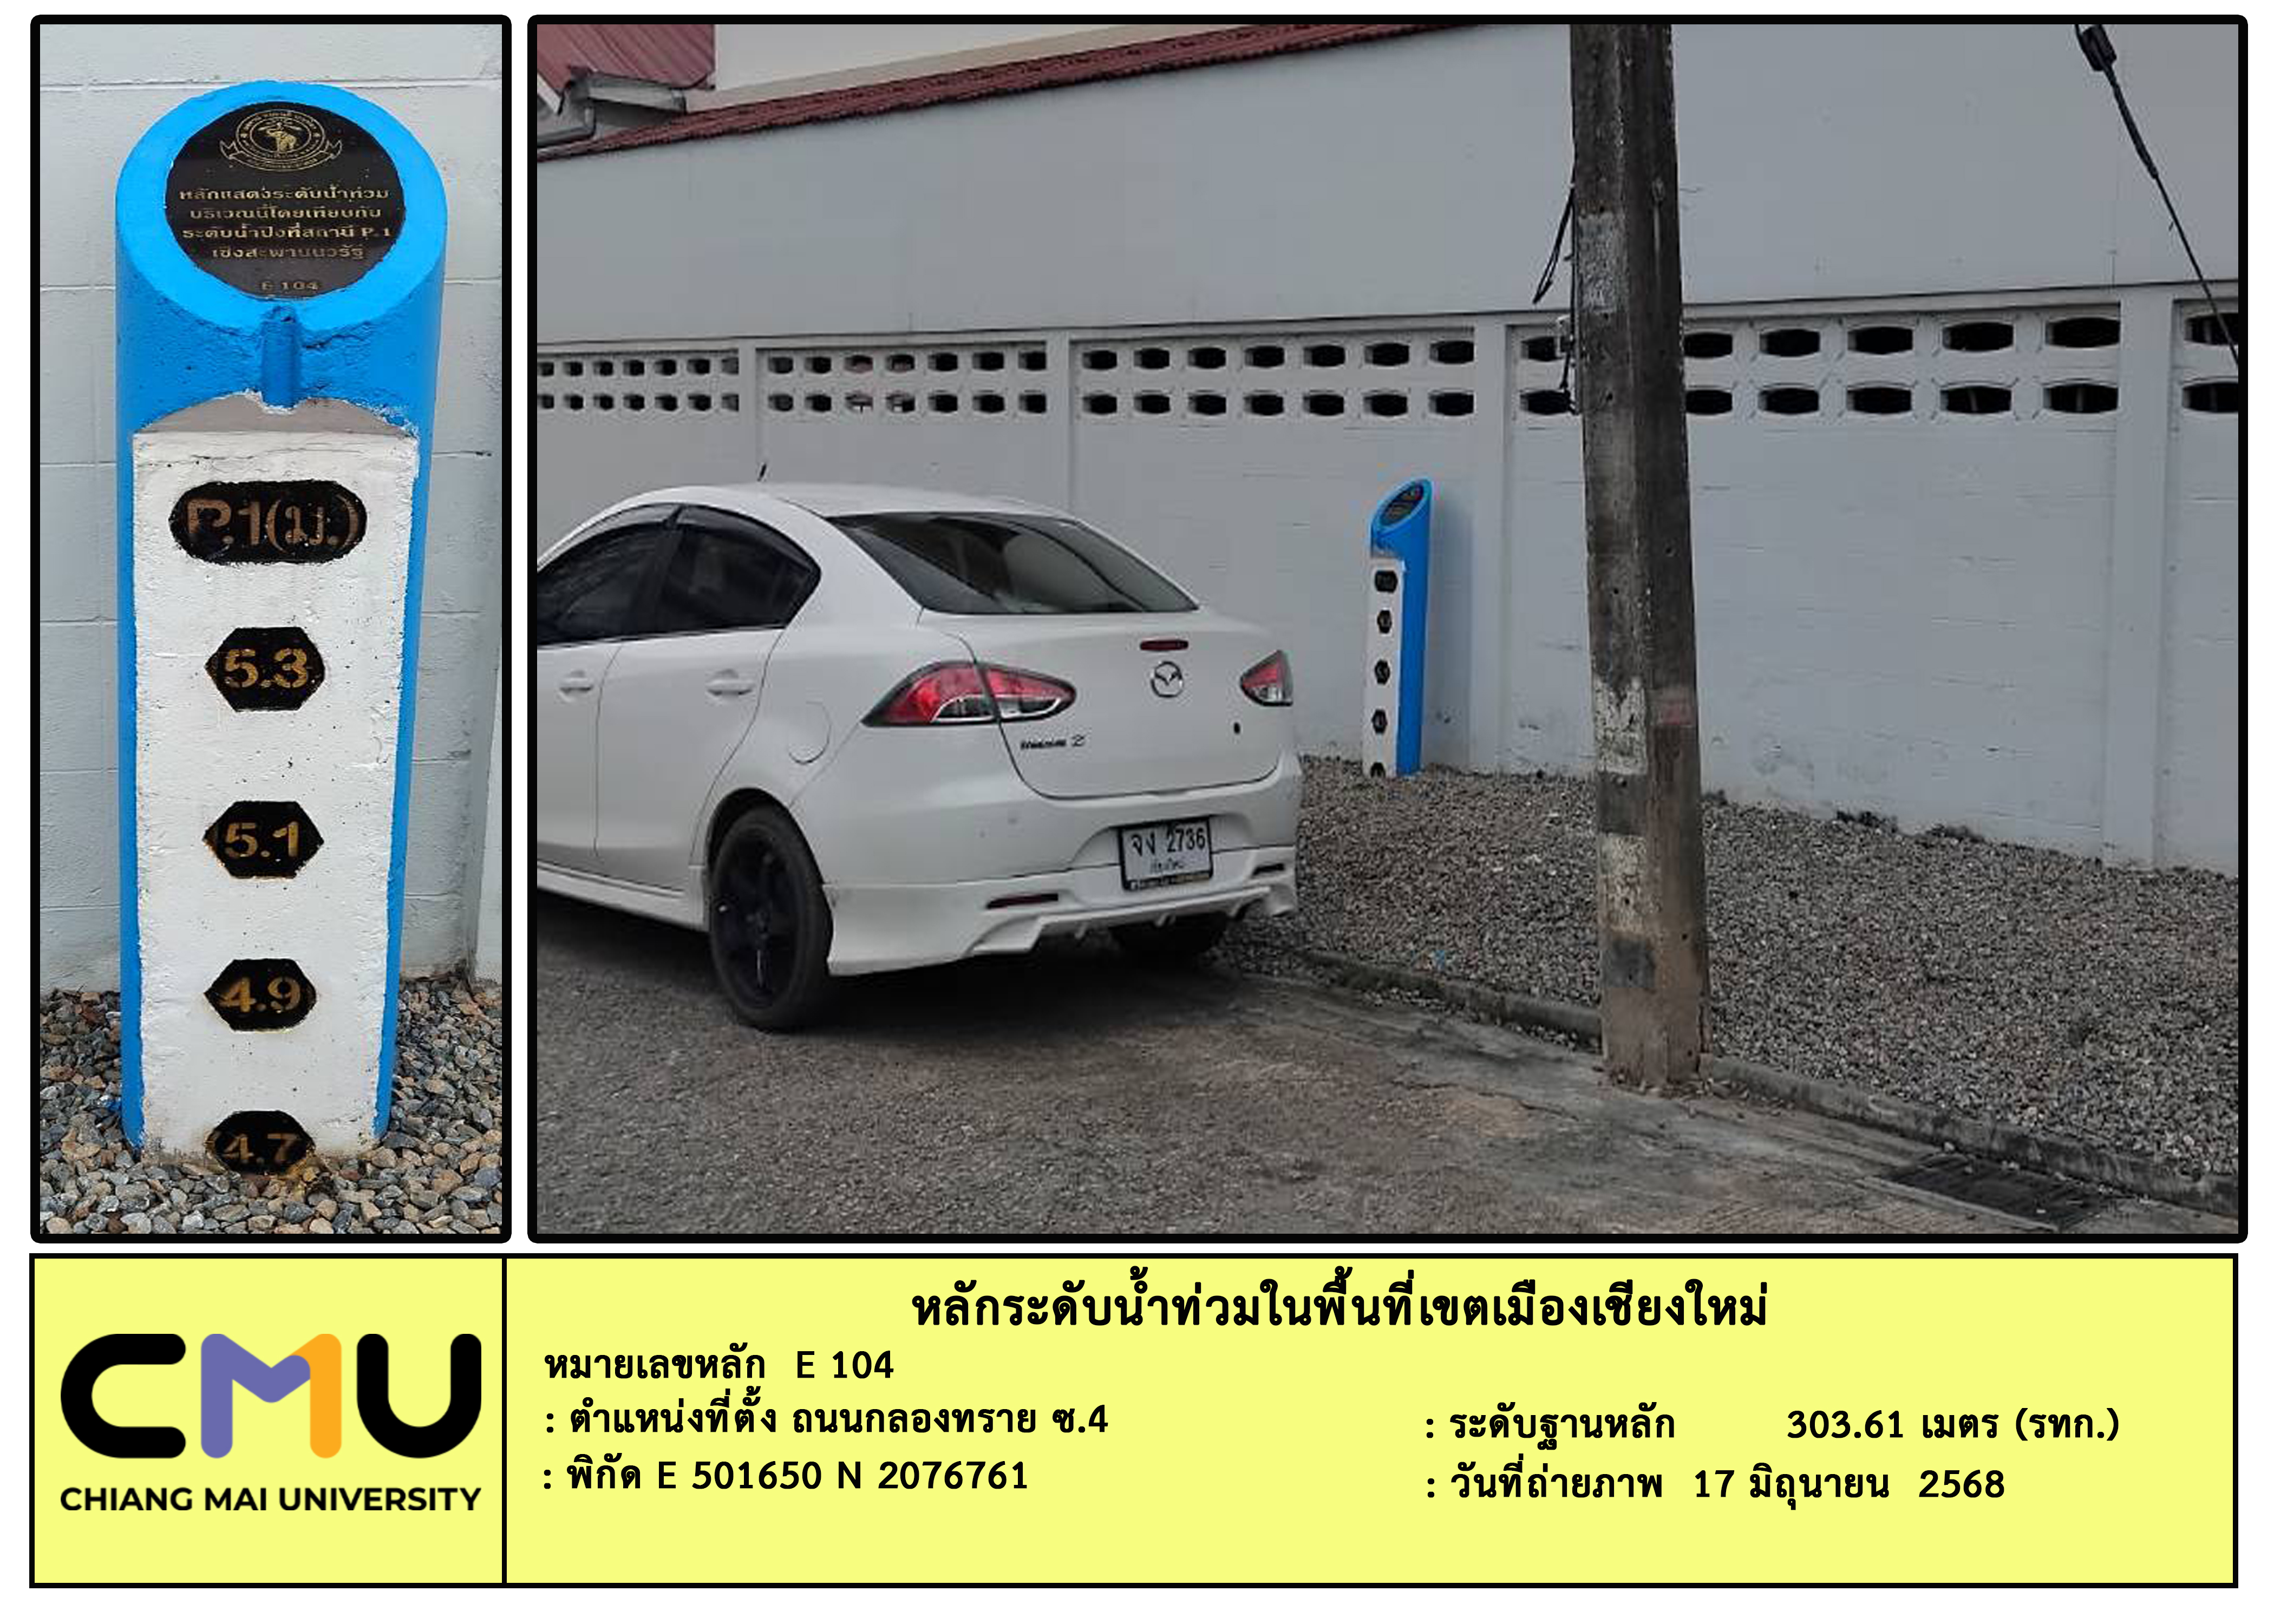 หลักแสดงระดับน้ำท่วม
บริเวณนี้โดยเทียบกับ
ระดับน้ำปิงที่สถานี P.1
เชิงสะพานนวรัฐ
E 104
P.1(ม.)
5.3
5.1
4.9
4.7
จง 2736
เชียงใหม่
CMU
CHIANG MAI UNIVERSITY
หลักระดับน้ำท่วมในพื้นที่เขตเมืองเชียงใหม่
หมายเลขหลัก E 104
: ตำแหน่งที่ตั้ง ถนนกลองทราย ซ.4
: ระดับฐานหลัก 303.61 เมตร (รทก.)
: พิกัด E 501650 N 2076761
: วันที่ถ่ายภาพ 17 มิถุนายน 2568